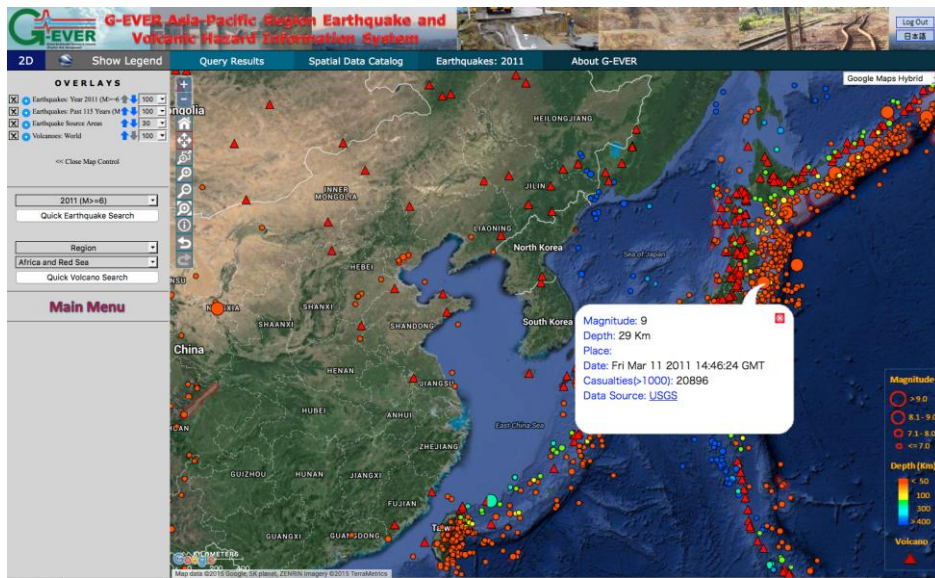 G-EVER
G-EVER Asia-Pacific Region Earthquake and
Volcanic Hazard Information System
Log Out
日本語
2D
Show Legend
Query Results
Spatial Data Catalog
Earthquakes: 2011
About G-EVER
OVERLAYS
Earthquakes: Year 2011 (M>=6
100
Earthquakes: Past 115 Years (M
100
Earthquake Source Areas
30
Volcanoes: World
100
<< Close Map Control
2011 (M>=6)
Quick Earthquake Search
Region
Africa and Red Sea
Quick Volcano Search
Main Menu
Google Maps Hybrid
HEILONGJIANG
INNER
MONGOLIA
JILIN
LIAONING
North Korea
Sea of Japan
HEBEI
SHANXI
SHANDONG
SHAANXI
South Korea
China
HENAN
JIANGSU
HUBEI
ANHUI
East China Sea
ZHEJIANG
GUIZHOU
HUNAN
JIANGXI
FUJIAN
GUANGXI
GUANGDONG
KILOMETERS
200
400
Map data ©2015 Google, SK planet, ZENRIN Imagery ©2015 TerraMetrics
Magnitude: 9
Depth: 29 Km
Place:
Date: Fri Mar 11 2011 14:46:24 GMT
Casualties(>1000): 20896
Data Source: USGS
Magnitude
>9.0
8.1 - 9.0
7.1 - 8.0
<= 7.0
Depth (Km)
< 50
100
300
> 400
Volcano